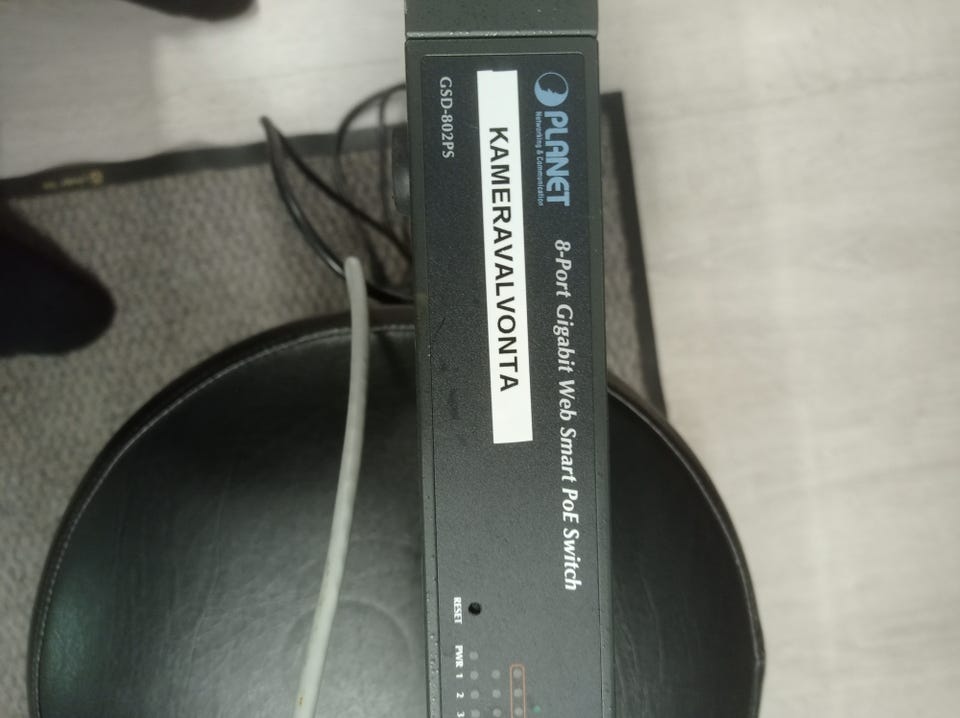 PLANET
Networking & Communication
8-Port Gigabit Web Smart PoE Switch
KAMERAVALVONTA
GSD-802PS
RESET
PWR
1
2
3